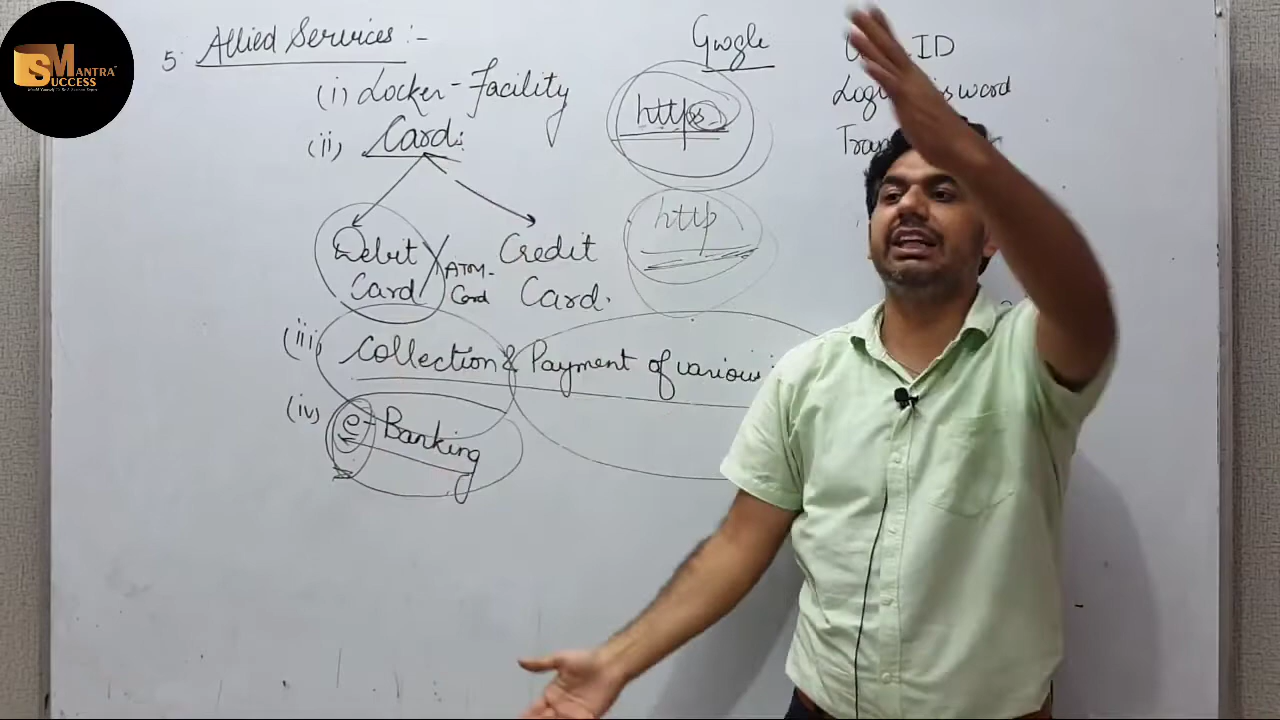 SUCCESS MANTRA
5. Allied Services :-
(i) Locker-Facility
(ii) Card:
Debit Card / ATM-Card
Credit Card.
(iii) Collection & Payment of various
(iv) e-Banking
Google
https
http
ID